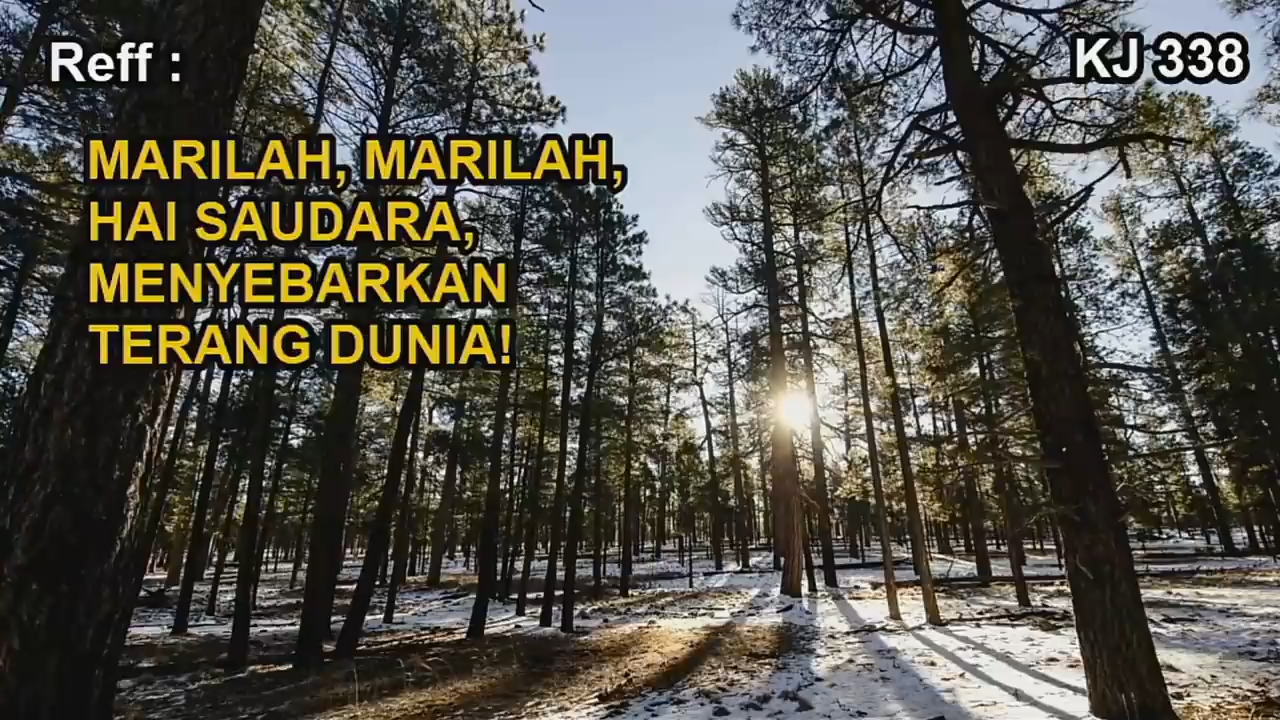 Reff :
KJ 338
MARILAH, MARILAH,
HAI SAUDARA,
MENYEBARKAN
TERANG DUNIA!